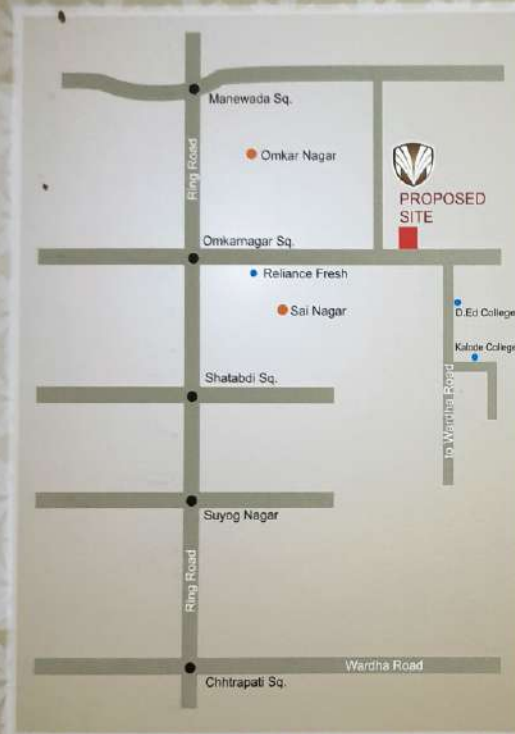 Manewada Sq.
Ring Road
Omkar Nagar
PROPOSED
SITE
Omkarnagar Sq.
Reliance Fresh
Sai Nagar
D.Ed College
Kalode College
Shatabdi Sq.
to Wardha Road
Suyog Nagar
Ring Road
Wardha Road
Chhtrapati Sq.